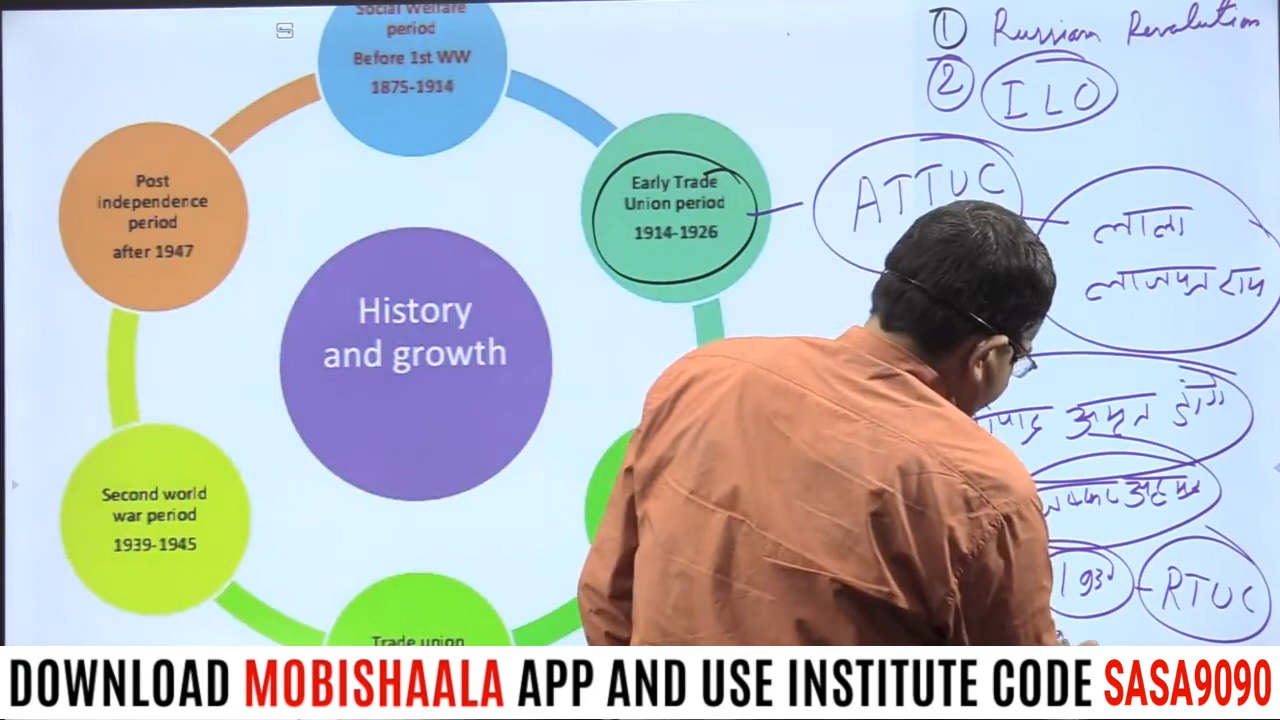 Social Welfare
period
Before 1st WW
1875-1914
Early Trade
Union period
1914-1926
Post
independence
period
after 1947
History
and growth
Second world
war period
1939-1945
Trade union
① Russian Revolution
② ILO
ATTUC
लाला
लाजपत राय
अमृत डांगे
अहमद
RTUC
DOWNLOAD MOBISHAALA APP AND USE INSTITUTE CODE SASA9090